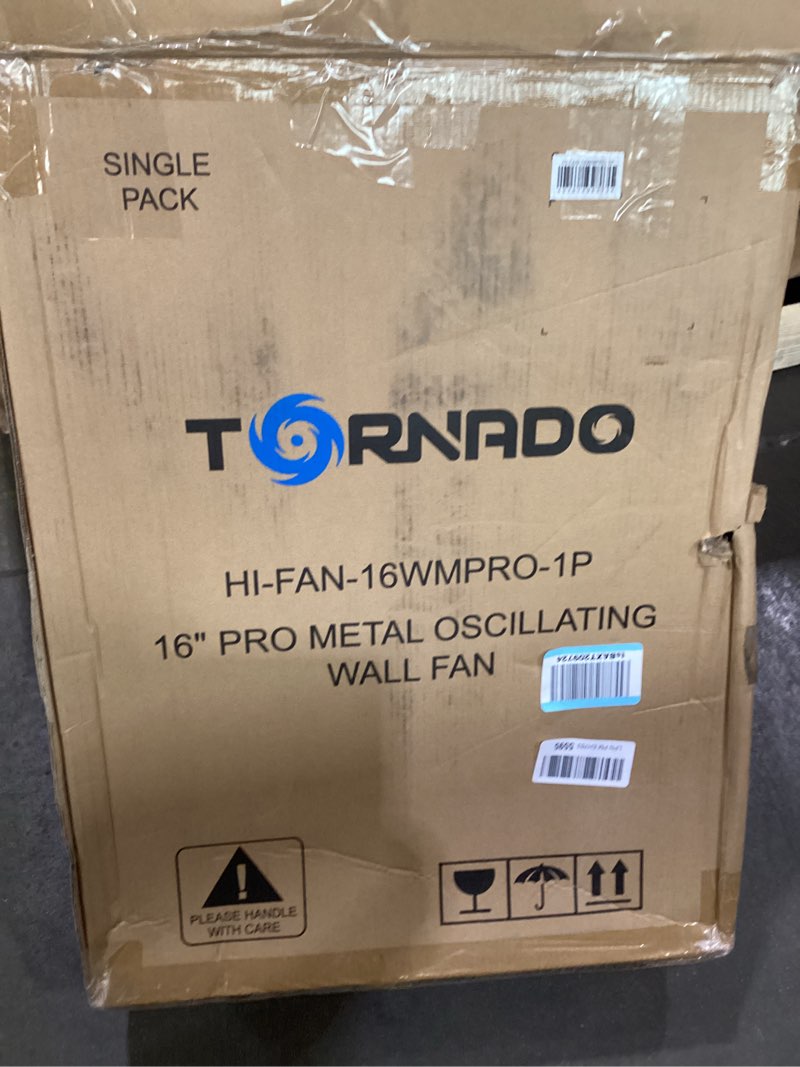 SINGLE
PACK
TORNADO
HI-FAN-16WMPRO-1P
16" PRO METAL OSCILLATING
WALL FAN
PLEASE HANDLE
WITH CARE